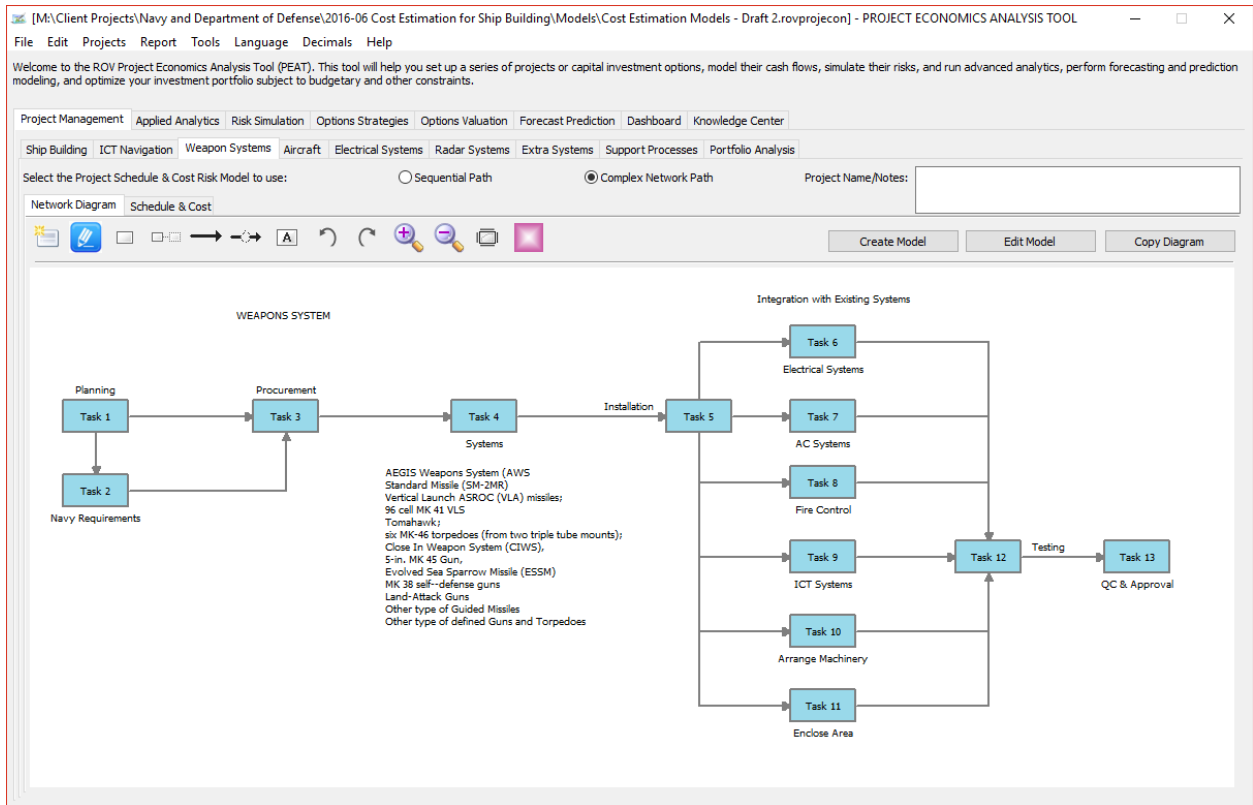 [M:\Client Projects\Navy and Department of Defense\2016-06 Cost Estimation for Ship Building\Models\Cost Estimation Models - Draft 2.rovprojecon] - PROJECT ECONOMICS ANALYSIS TOOL
File Edit Projects Report Tools Language Decimals Help
Welcome to the ROV Project Economics Analysis Tool (PEAT). This tool will help you set up a series of projects or capital investment options, model their cash flows, simulate their risks, and run advanced analytics, perform forecasting and prediction
modeling, and optimize your investment portfolio subject to budgetary and other constraints.
Project Management Applied Analytics Risk Simulation Options Strategies Options Valuation Forecast Prediction Dashboard Knowledge Center
Ship Building ICT Navigation Weapon Systems Aircraft Electrical Systems Radar Systems Extra Systems Support Processes Portfolio Analysis
Select the Project Schedule & Cost Risk Model to use: Sequential Path Complex Network Path Project Name/Notes:
Network Diagram Schedule & Cost
A Create Model Edit Model Copy Diagram
WEAPONS SYSTEM
Integration with Existing Systems
Planning
Task 1
Task 2
Navy Requirements
Procurement
Task 3
Task 4
Systems
AEGIS Weapons System (AWS
Standard Missile (SM-2MR)
Vertical Launch ASROC (VLA) missiles;
96 cell MK 41 VLS
Tomahawk;
six MK-46 torpedoes (from two triple tube mounts);
Close In Weapon System (CIWS),
5-in. MK 45 Gun,
Evolved Sea Sparrow Missile (ESSM)
MK 38 self--defense guns
Land-Attack Guns
Other type of Guided Missiles
Other type of defined Guns and Torpedoes
Installation
Task 5
Task 6
Electrical Systems
Task 7
AC Systems
Task 8
Fire Control
Task 9
ICT Systems
Task 10
Arrange Machinery
Task 11
Enclose Area
Task 12
Testing
Task 13
QC & Approval